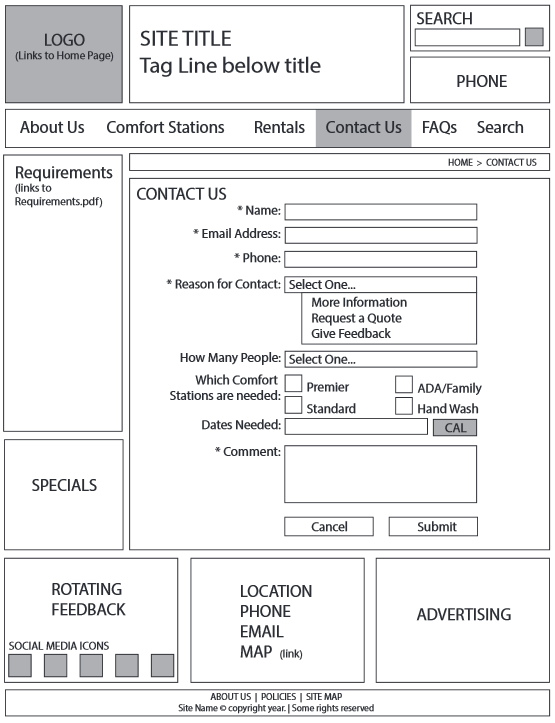 LOGO
(Links to Home Page)
SITE TITLE
Tag Line below title
SEARCH
PHONE
About Us Comfort Stations Rentals Contact Us FAQs Search
Requirements
(links to
Requirements.pdf)
HOME > CONTACT US
CONTACT US
* Name:
* Email Address:
* Phone:
* Reason for Contact: Select One...
More Information
Request a Quote
Give Feedback
How Many People: Select One...
Which Comfort
Stations are needed:
Premier ADA/Family
Standard Hand Wash
Dates Needed: CAL
* Comment:
Cancel Submit
SPECIALS
ROTATING
FEEDBACK
SOCIAL MEDIA ICONS
LOCATION
PHONE
EMAIL
MAP (link)
ADVERTISING
ABOUT US | POLICIES | SITE MAP
Site Name © copyright year. | Some rights reserved